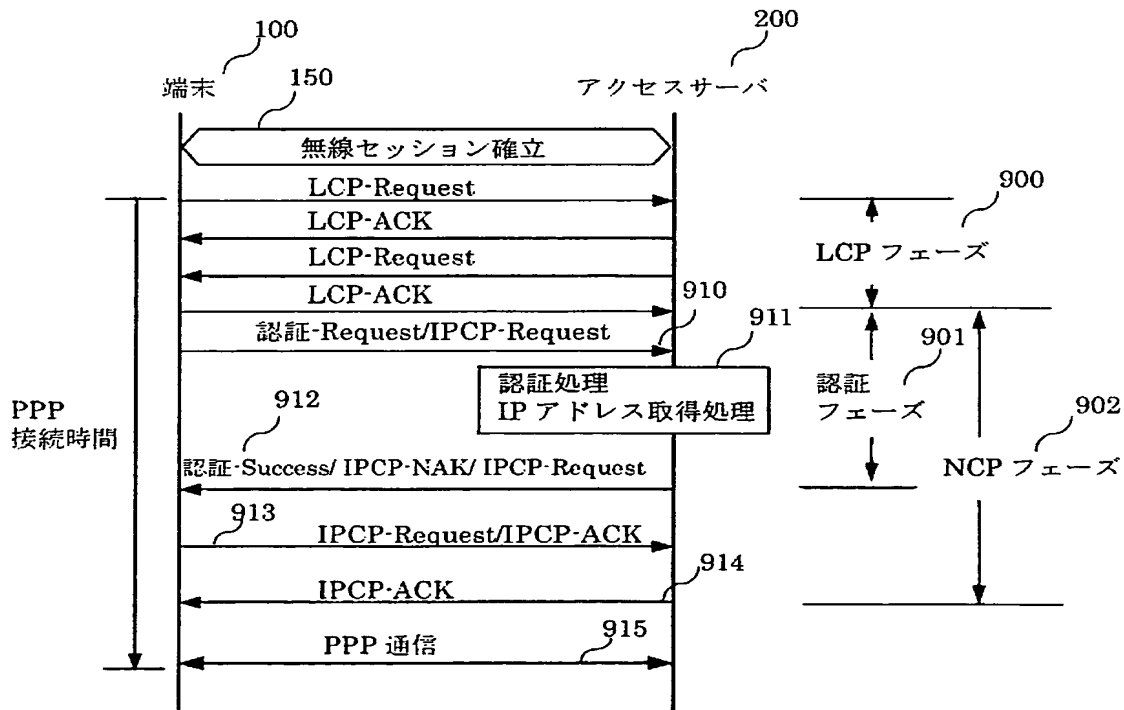 100
端末
150
200
アクセスサーバ
無線セッション確立
LCP-Request
LCP-ACK
LCP-Request
LCP-ACK
900
LCP フェーズ
910
認証-Request/IPCP-Request
911
認証処理
IP アドレス取得処理
901
認証
フェーズ
902
NCP フェーズ
PPP
接続時間
912
認証-Success/ IPCP-NAK/ IPCP-Request
913
IPCP-Request/IPCP-ACK
914
IPCP-ACK
915
PPP 通信